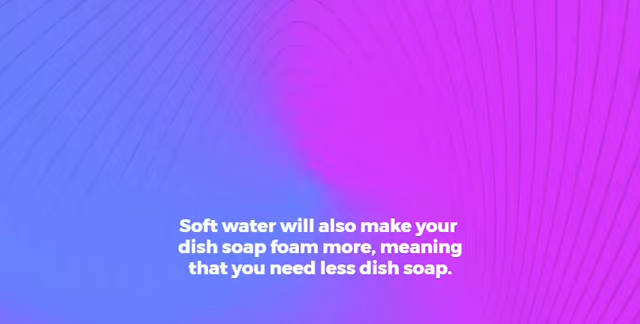 Soft water will also make your
dish soap foam more, meaning
that you need less dish soap.